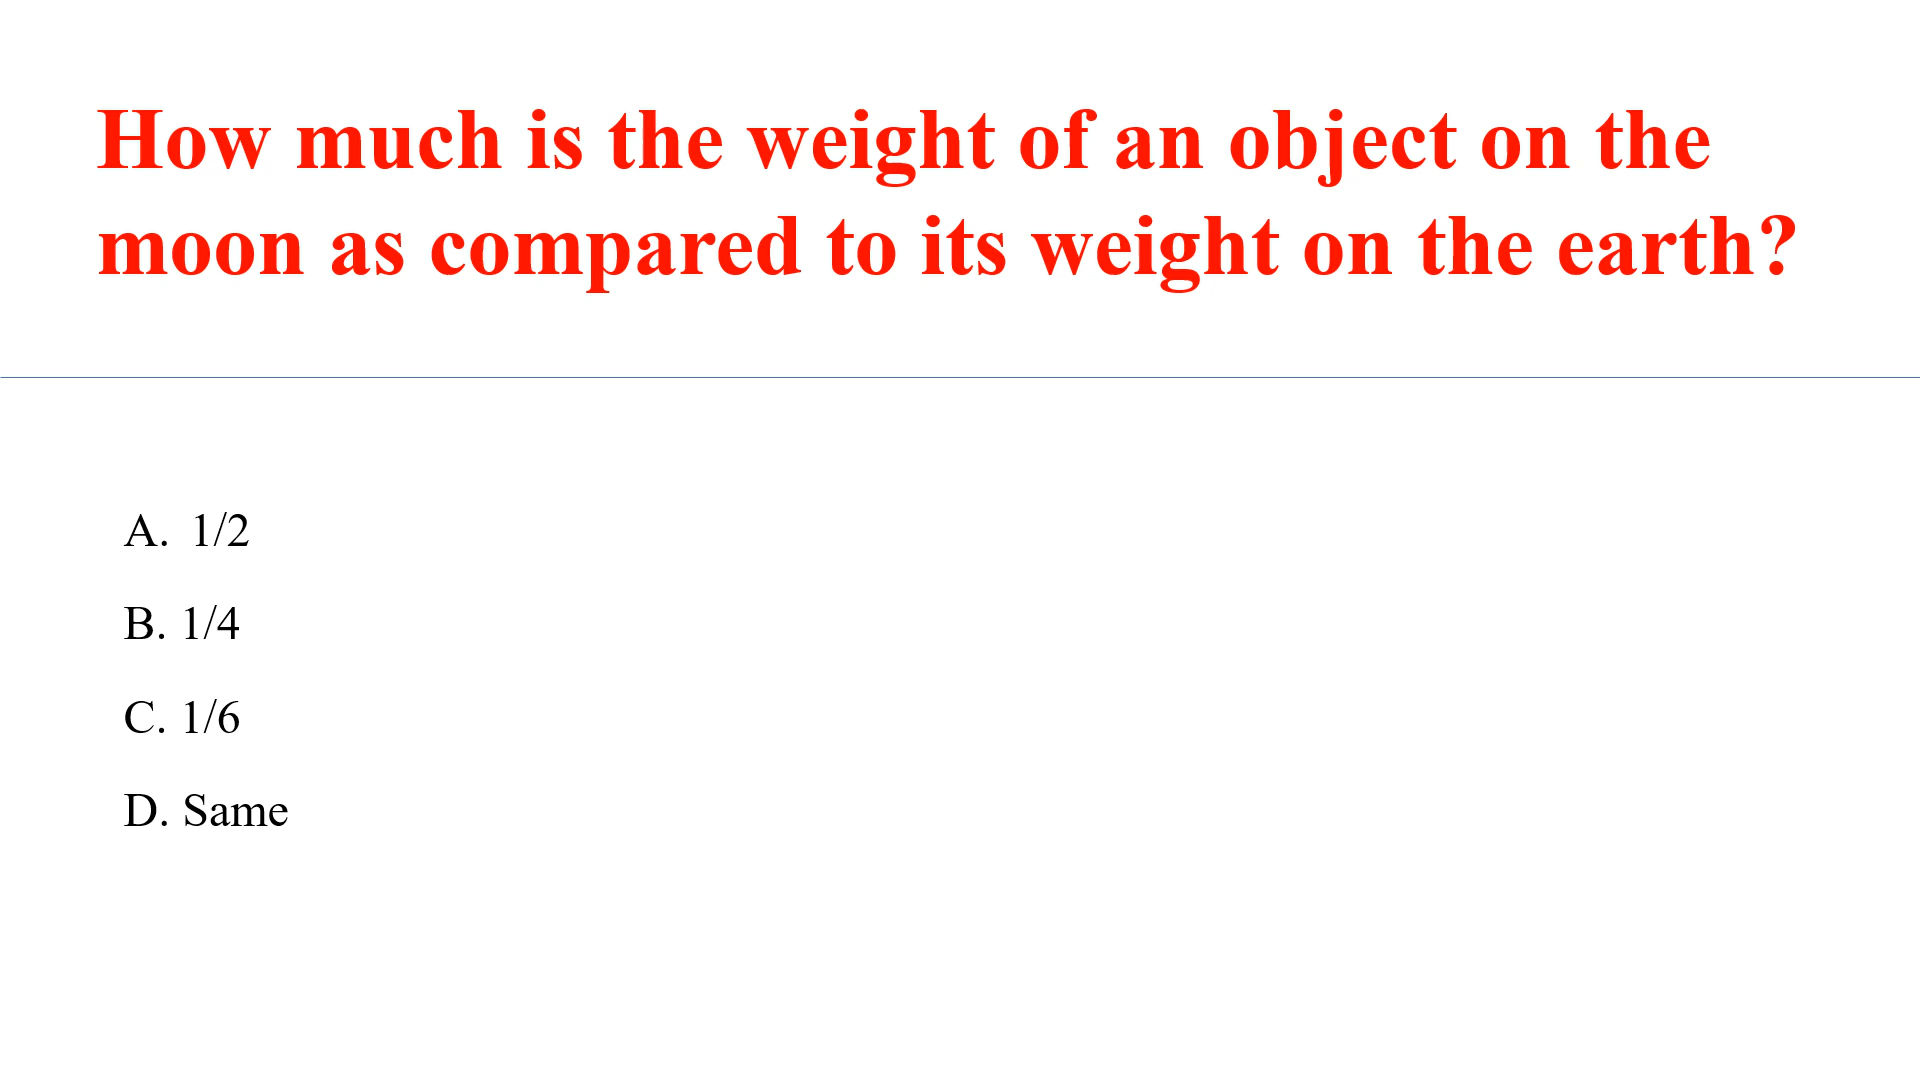 How much is the weight of an object on the
moon as compared to its weight on the earth?
A. 1/2
B. 1/4
C. 1/6
D. Same